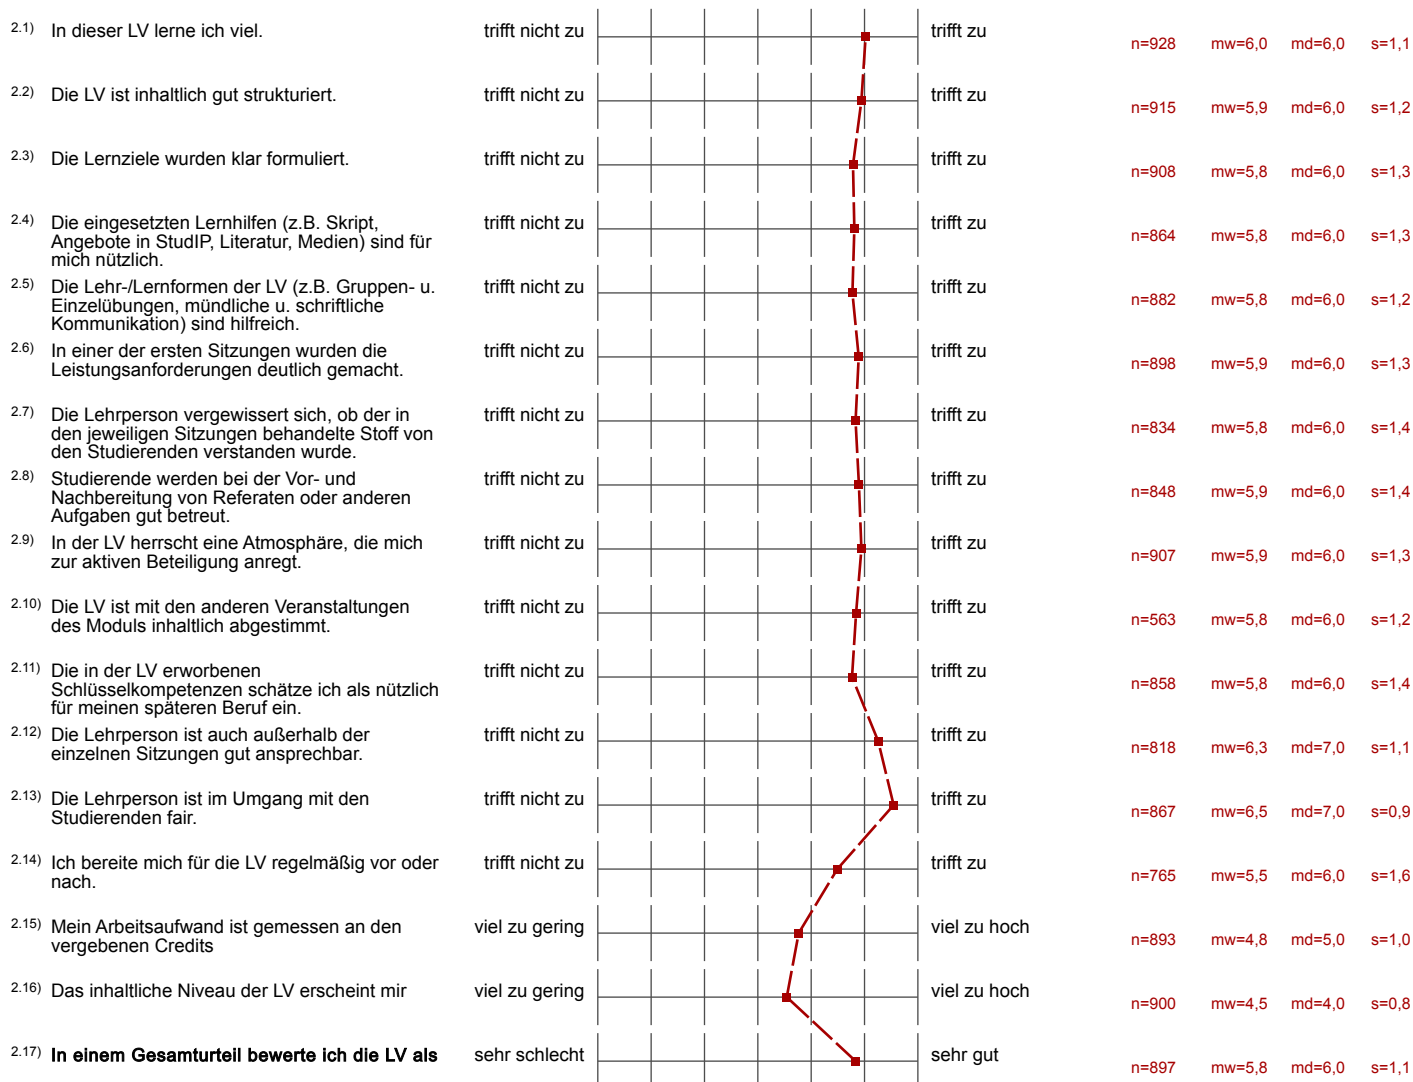 2.1) In dieser LV lerne ich viel. trifft nicht zu trifft zu n=928 mw=6,0 md=6,0 s=1,1
2.2) Die LV ist inhaltlich gut strukturiert. trifft nicht zu trifft zu n=915 mw=5,9 md=6,0 s=1,2
2.3) Die Lernziele wurden klar formuliert. trifft nicht zu trifft zu n=908 mw=5,8 md=6,0 s=1,3
2.4) Die eingesetzten Lernhilfen (z.B. Skript, trifft nicht zu trifft zu
Angebote in StudIP, Literatur, Medien) sind für n=864 mw=5,8 md=6,0 s=1,3
mich nützlich.
2.5) Die Lehr-/Lernformen der LV (z.B. Gruppen- u. trifft nicht zu trifft zu
Einzelübungen, mündliche u. schriftliche n=882 mw=5,8 md=6,0 s=1,2
Kommunikation) sind hilfreich.
2.6) In einer der ersten Sitzungen wurden die trifft nicht zu trifft zu
Leistungsanforderungen deutlich gemacht. n=898 mw=5,9 md=6,0 s=1,3
2.7) Die Lehrperson vergewissert sich, ob der in trifft nicht zu trifft zu
den jeweiligen Sitzungen behandelte Stoff von n=834 mw=5,8 md=6,0 s=1,4
den Studierenden verstanden wurde.
2.8) Studierende werden bei der Vor- und trifft nicht zu trifft zu
Nachbereitung von Referaten oder anderen n=848 mw=5,9 md=6,0 s=1,4
Aufgaben gut betreut.
2.9) In der LV herrscht eine Atmosphäre, die mich trifft nicht zu trifft zu
zur aktiven Beteiligung anregt. n=907 mw=5,9 md=6,0 s=1,3
2.10) Die LV ist mit den anderen Veranstaltungen trifft nicht zu trifft zu
des Moduls inhaltlich abgestimmt. n=563 mw=5,8 md=6,0 s=1,2
2.11) Die in der LV erworbenen trifft nicht zu trifft zu
Schlüsselkompetenzen schätze ich als nützlich n=858 mw=5,8 md=6,0 s=1,4
für meinen späteren Beruf ein.
2.12) Die Lehrperson ist auch außerhalb der trifft nicht zu trifft zu
einzelnen Sitzungen gut ansprechbar. n=818 mw=6,3 md=7,0 s=1,1
2.13) Die Lehrperson ist im Umgang mit den trifft nicht zu trifft zu
Studierenden fair. n=867 mw=6,5 md=7,0 s=0,9
2.14) Ich bereite mich für die LV regelmäßig vor oder trifft nicht zu trifft zu
nach. n=765 mw=5,5 md=6,0 s=1,6
2.15) Mein Arbeitsaufwand ist gemessen an den viel zu gering viel zu hoch
vergebenen Credits n=893 mw=4,8 md=5,0 s=1,0
2.16) Das inhaltliche Niveau der LV erscheint mir viel zu gering viel zu hoch n=900 mw=4,5 md=4,0 s=0,8
2.17) In einem Gesamturteil bewerte ich die LV als sehr schlecht sehr gut n=897 mw=5,8 md=6,0 s=1,1